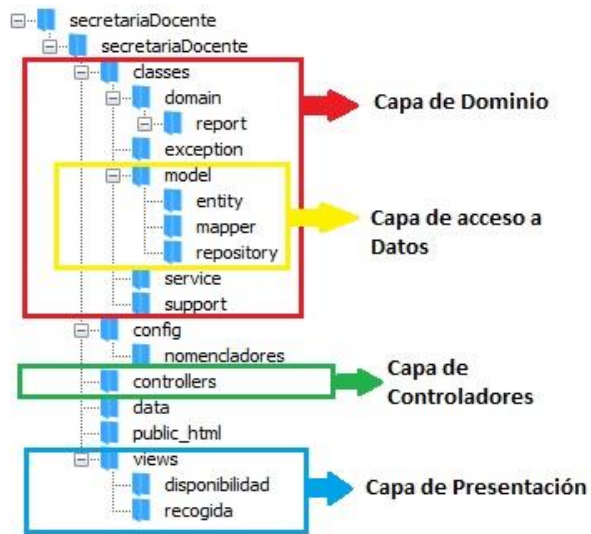 secretariaDocente
secretariaDocente
classes
domain
report
exception
model
entity
mapper
repository
service
support
config
nomencladores
controllers
data
public_html
views
disponibilidad
recogida
Capa de Dominio
Capa de acceso a
Datos
Capa de
Controladores
Capa de Presentación